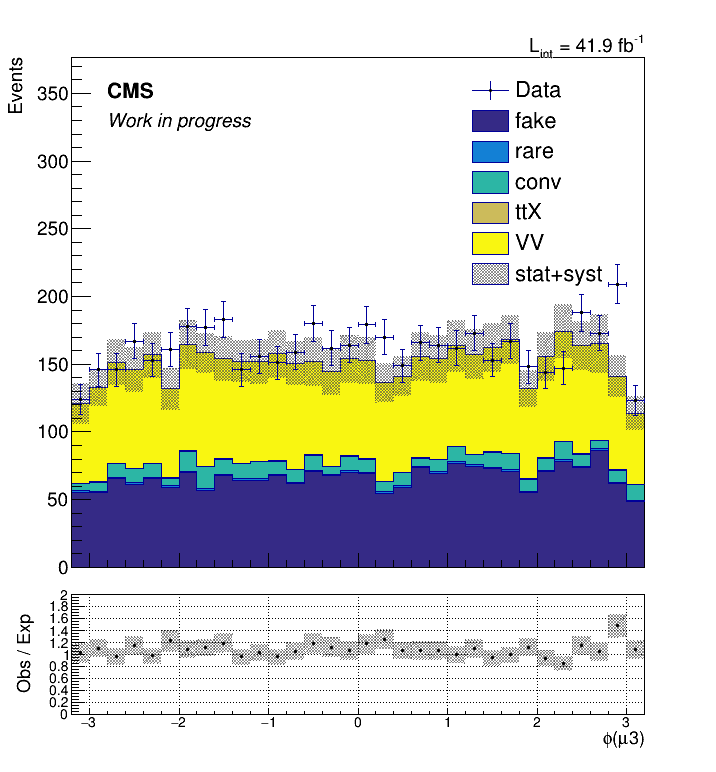 L_int = 41.9 fb^-1
Events
CMS
Work in progress
Data
fake
rare
conv
ttX
VV
stat+syst
350
300
250
200
150
100
50
0
Obs / Exp
2
1.8
1.6
1.4
1.2
1
0.8
0.6
0.4
0.2
0
−3 −2 −1 0 1 2 3
ϕ(μ3)